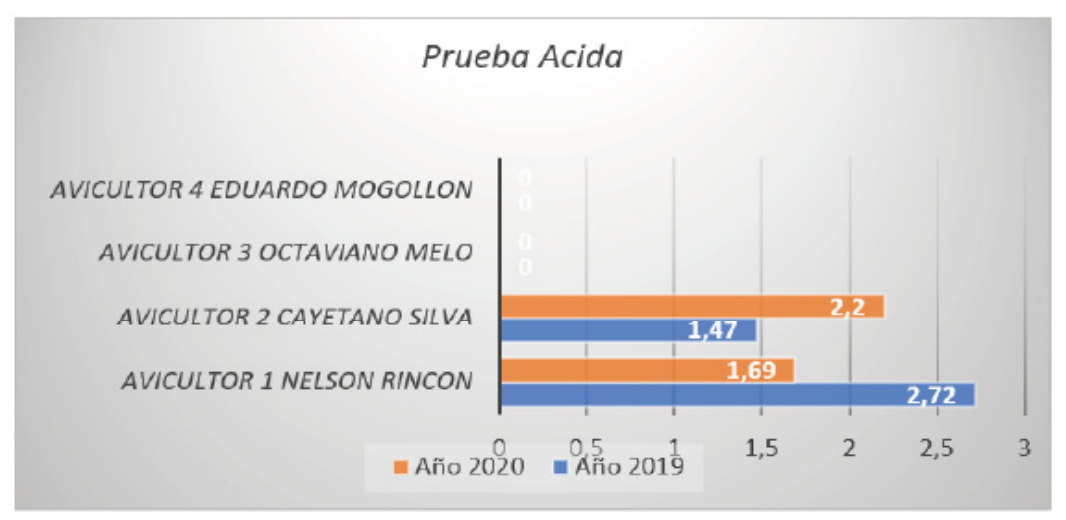 Prueba Acida
AVICULTOR 4 EDUARDO MOGOLLON
0
0
AVICULTOR 3 OCTAVIANO MELO
0
0
AVICULTOR 2 CAYETANO SILVA
2,2
1,47
AVICULTOR 1 NELSON RINCON
1,69
2,72
0 0,5 1 1,5 2 2,5 3
Año 2020 Año 2019